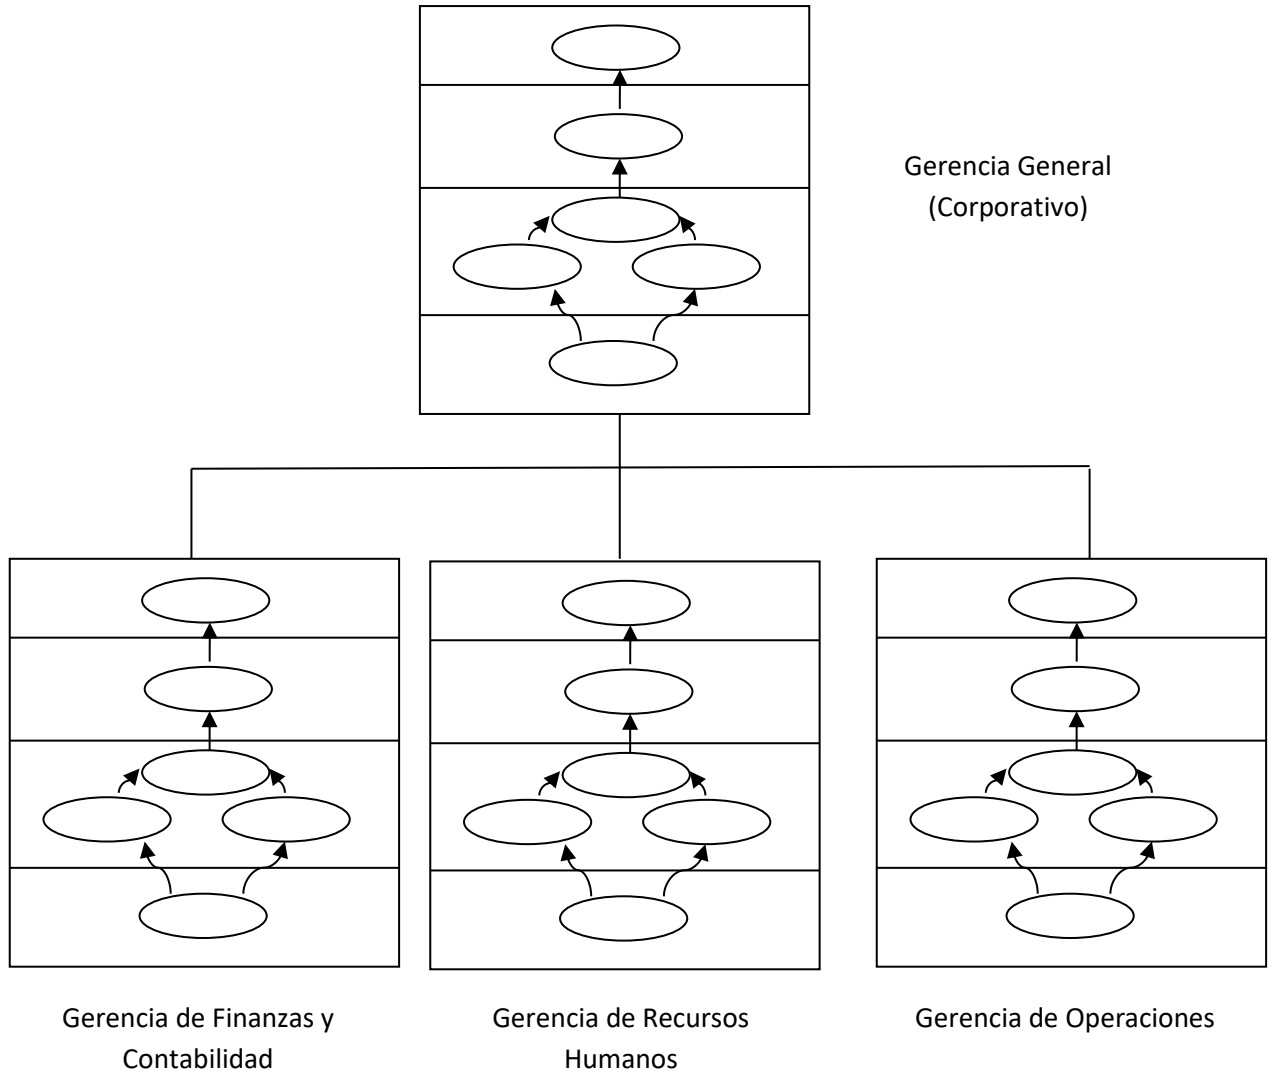 Gerencia General
(Corporativo)
Gerencia de Finanzas y
Contabilidad
Gerencia de Recursos
Humanos
Gerencia de Operaciones